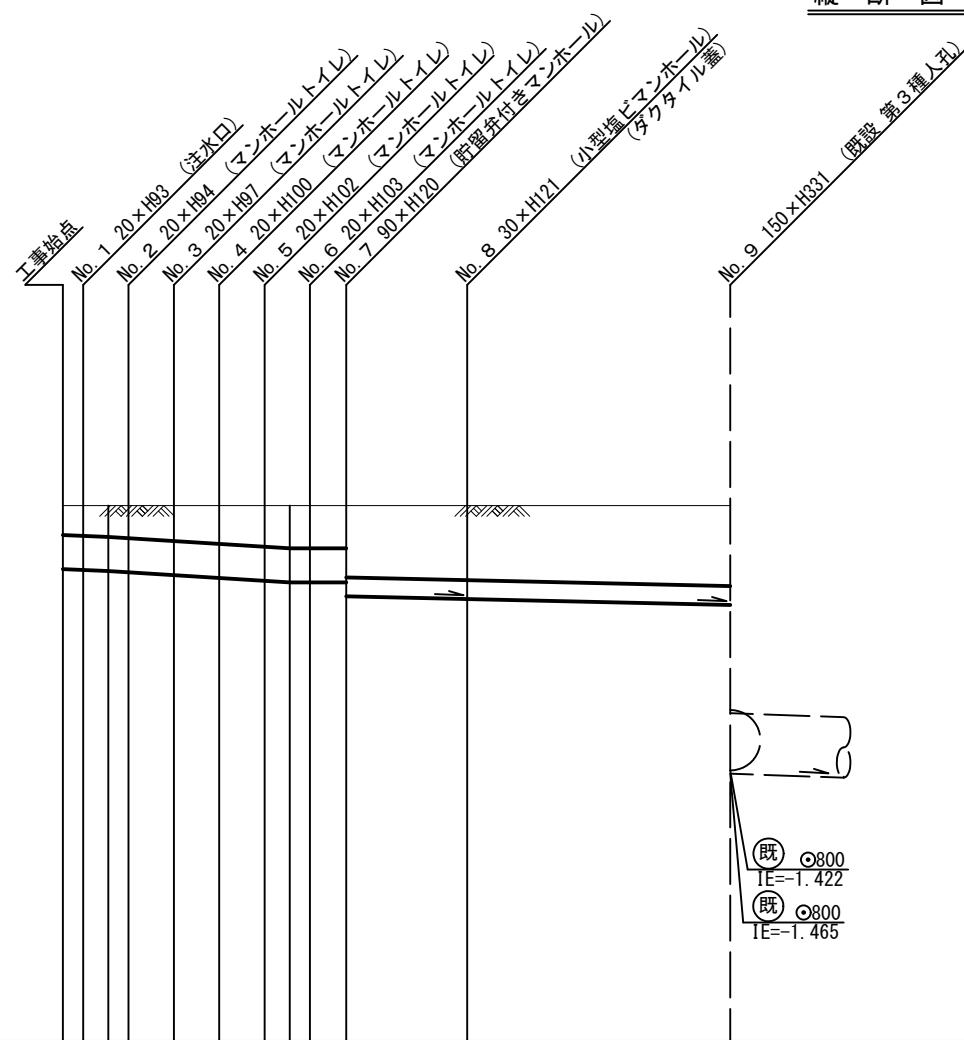 縦 断 図
工事始点
No. 1 20×H93 (注水口)
No. 2 20×H94 (マンホールトイレ)
No. 3 20×H97 (マンホールトイレ)
No. 4 20×H100 (マンホールトイレ)
No. 5 20×H102 (マンホールトイレ)
No. 6 20×H103 (マンホールトイレ)
No. 7 90×H120 (貯留弁付きマンホール)
No. 8 30×H121 (小型塩ビマンホール)
(ダクタイル蓋)
No. 9 150×H331 (既設 第3種人孔)
既 ⊙800
IE=-1.422
既 ⊙800
IE=-1.465